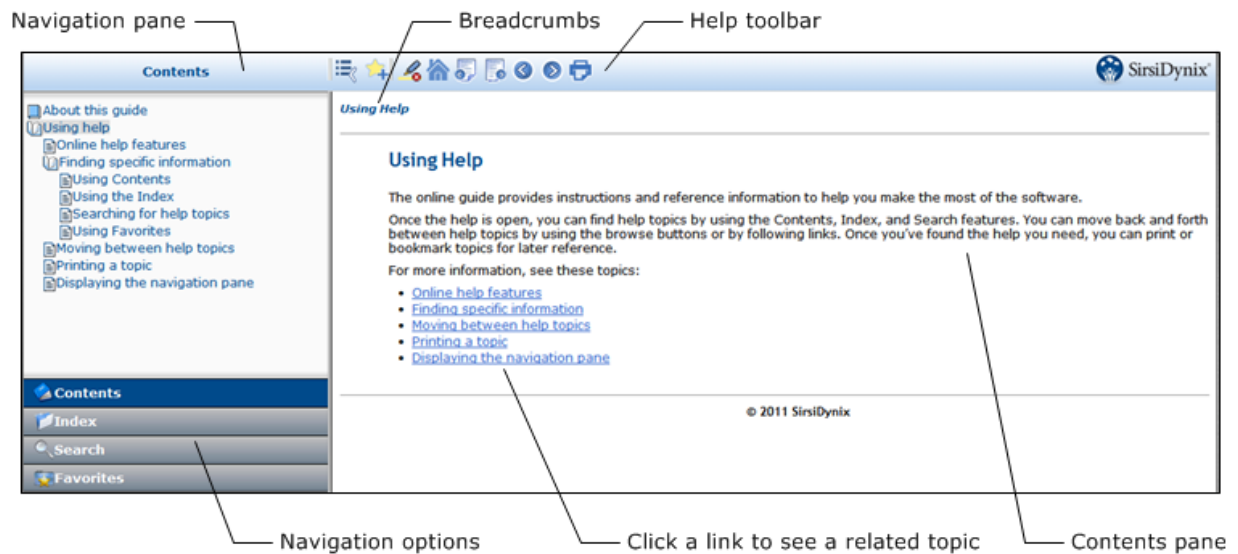 Navigation pane
Breadcrumbs
Help toolbar
Contents
SirsiDynix
About this guide
Using help
Online help features
Finding specific information
Using Contents
Using the Index
Searching for help topics
Using Favorites
Moving between help topics
Printing a topic
Displaying the navigation pane
Contents
Index
Search
Favorites
Using Help
Using Help
The online guide provides instructions and reference information to help you make the most of the software.
Once the help is open, you can find help topics by using the Contents, Index, and Search features. You can move back and forth
between help topics by using the browse buttons or by following links. Once you've found the help you need, you can print or
bookmark topics for later reference.
For more information, see these topics:
• Online help features
• Finding specific information
• Moving between help topics
• Printing a topic
• Displaying the navigation pane
© 2011 SirsiDynix
Navigation options
Click a link to see a related topic
Contents pane